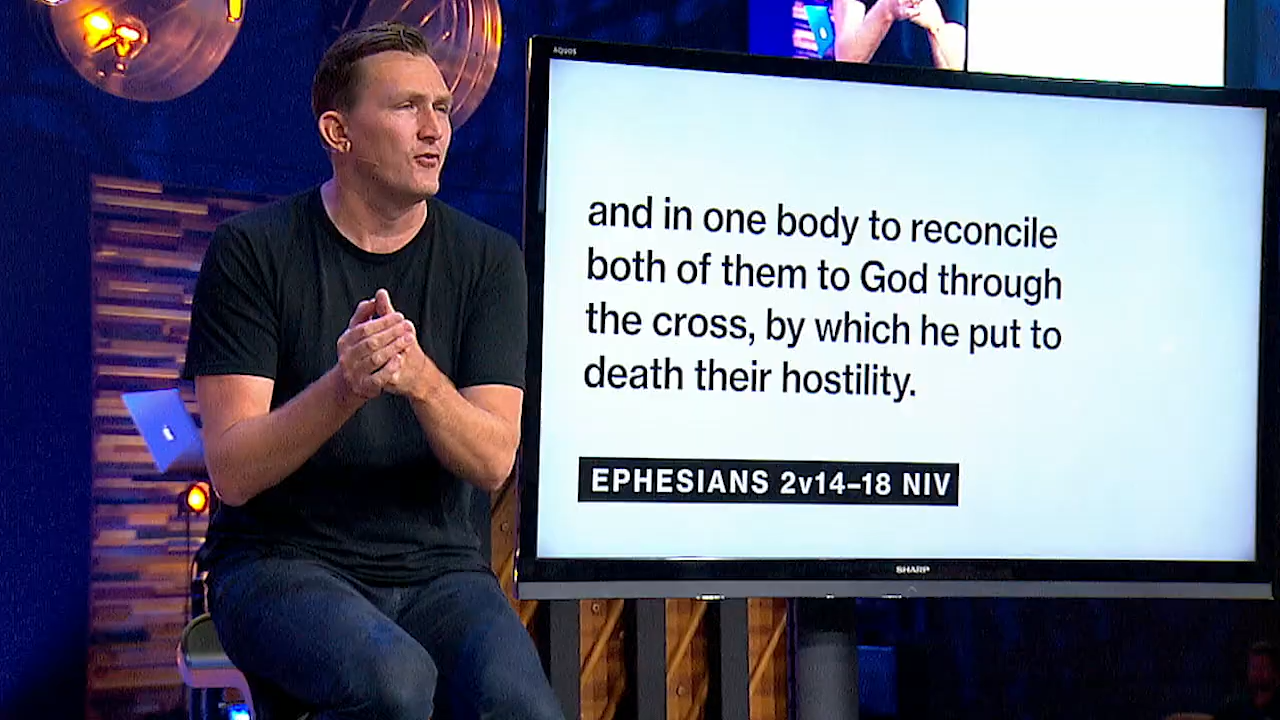 AQUOS
and in one body to reconcile
both of them to God through
the cross, by which he put to
death their hostility.
EPHESIANS 2v14–18 NIV
SHARP